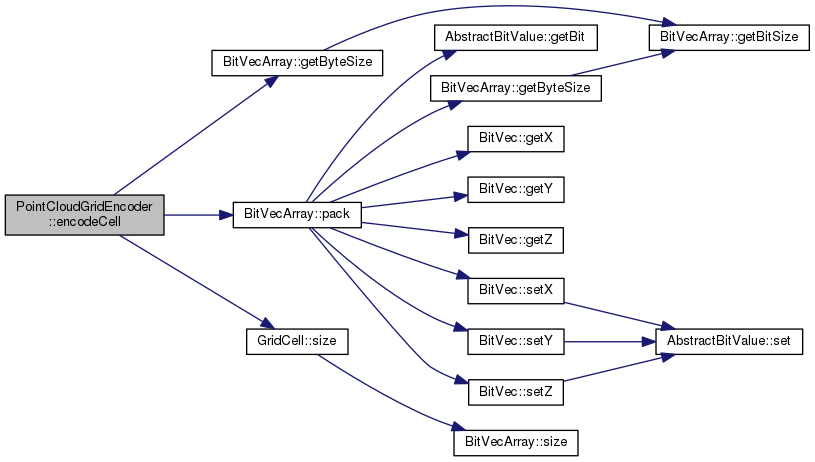 PointCloudGridEncoder
::encodeCell
BitVecArray::getByteSize
BitVecArray::pack
GridCell::size
AbstractBitValue::getBit
BitVecArray::getByteSize
BitVec::getX
BitVec::getY
BitVec::getZ
BitVec::setX
BitVec::setY
BitVec::setZ
BitVecArray::size
BitVecArray::getBitSize
AbstractBitValue::set